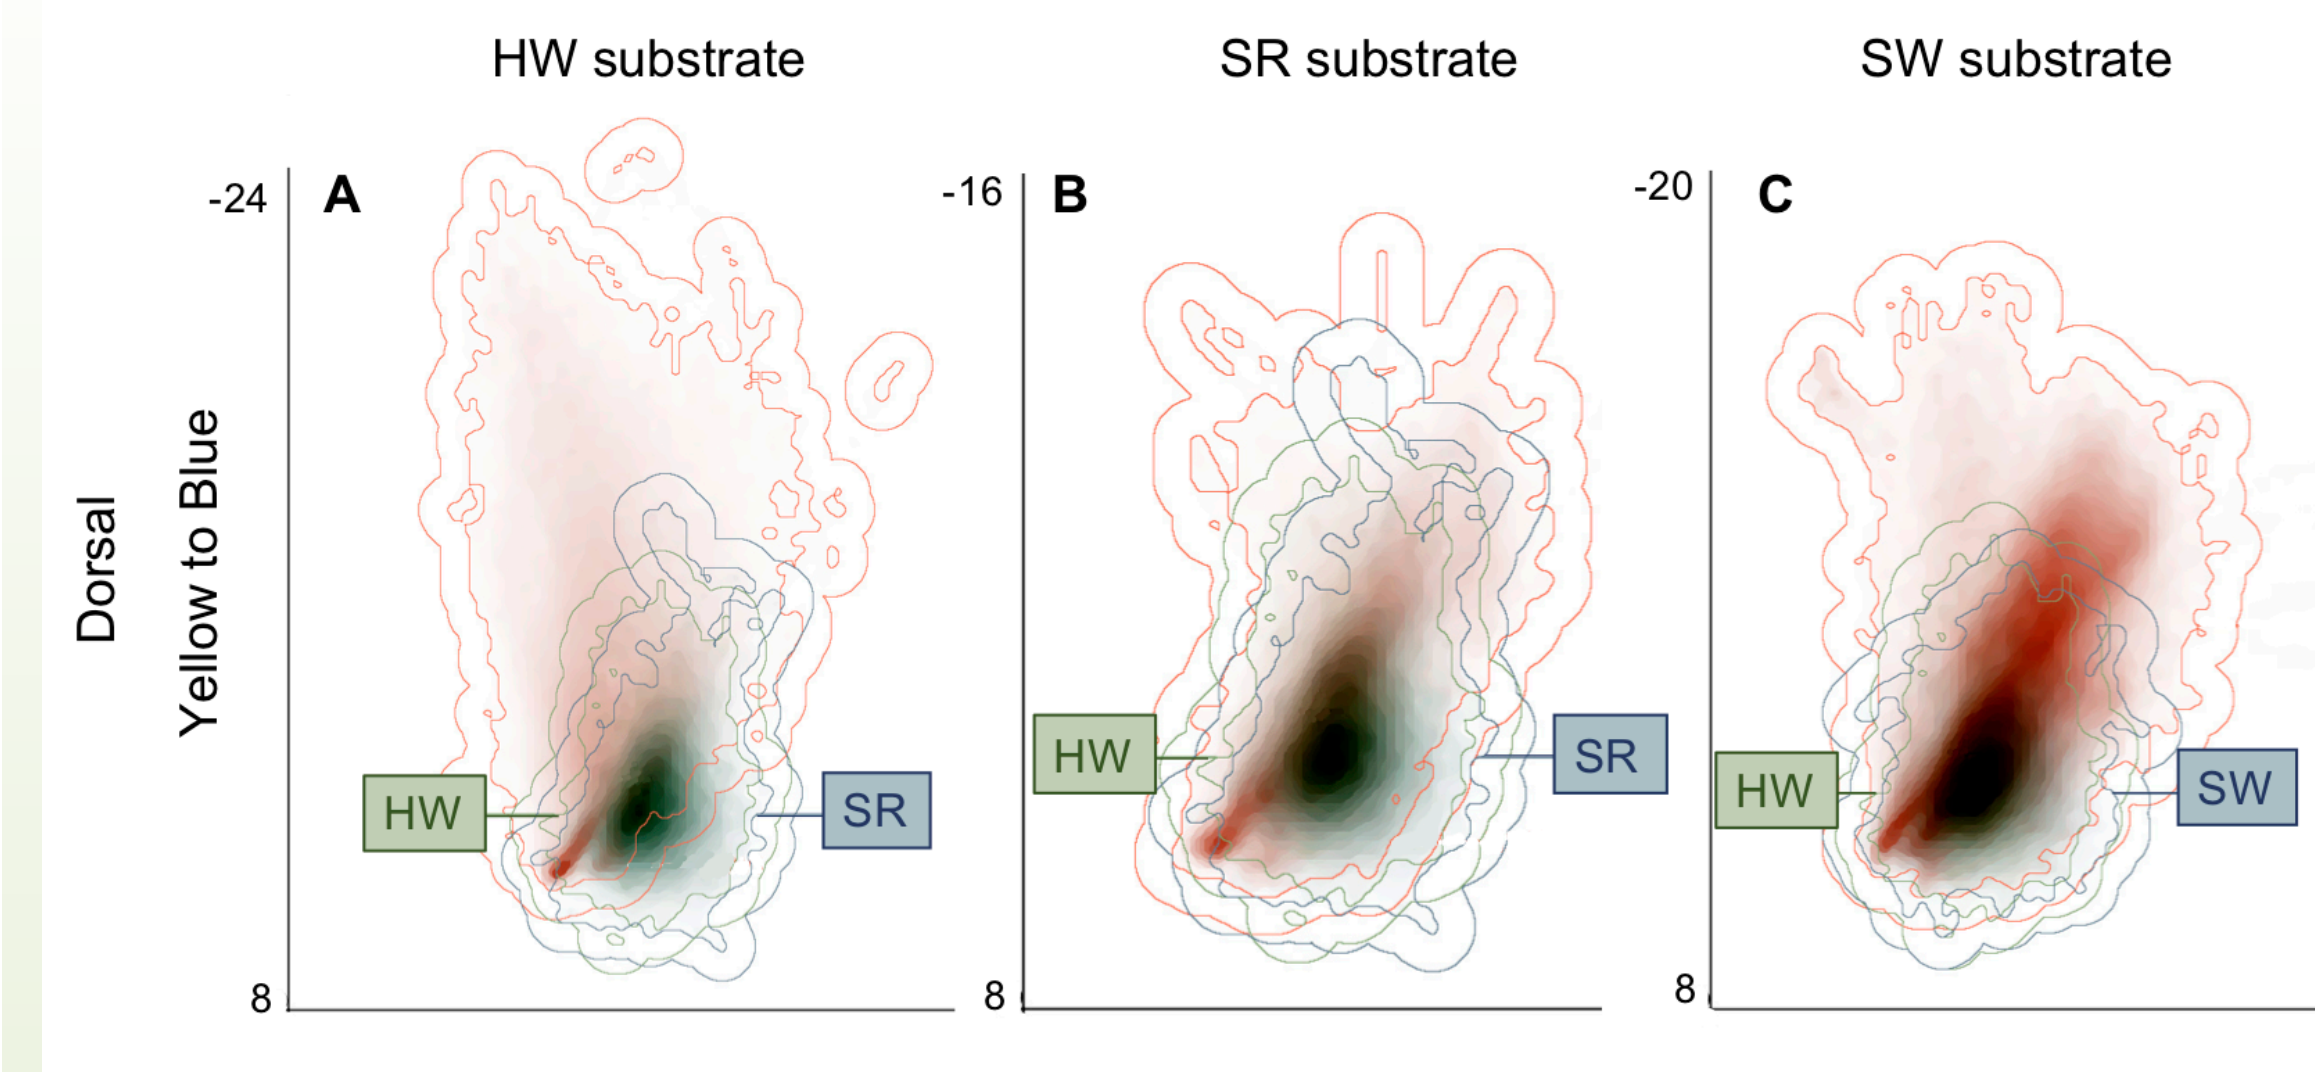 HW substrate
SR substrate
SW substrate
-24
A
-16
B
-20
C
Dorsal
Yellow to Blue
HW
SR
HW
SR
HW
SW
8
8
8